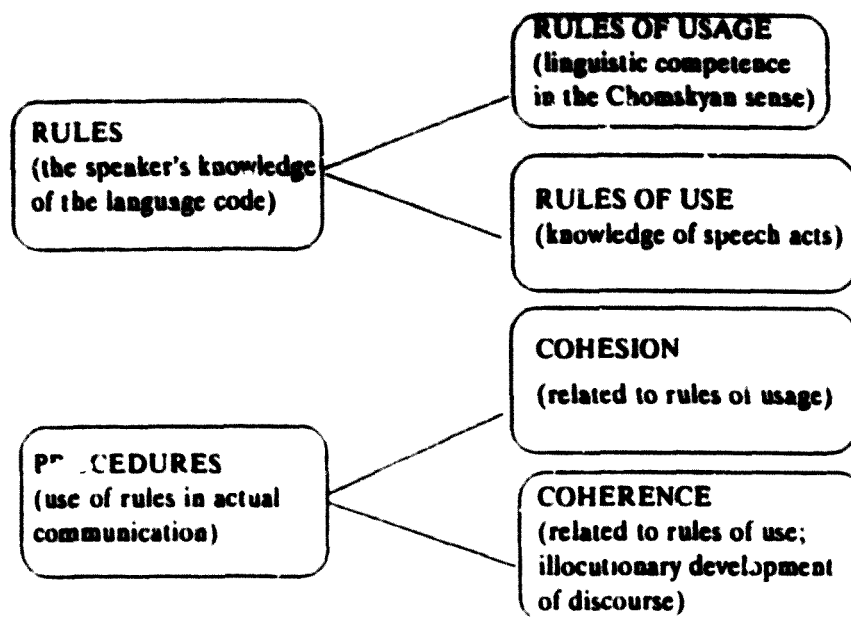 RULES
(the speaker's knowledge
of the language code)
RULES OF USAGE
(linguistic competence
in the Chomskyan sense)
RULES OF USE
(knowledge of speech acts)
PROCEDURES
(use of rules in actual
communication)
COHESION
(related to rules of usage)
COHERENCE
(related to rules of use;
illocutionary development
of discourse)